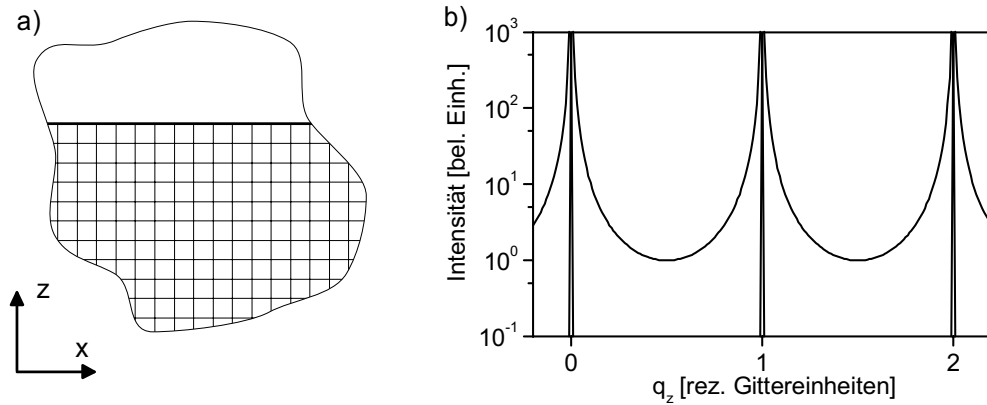 a)
z
x
b)
Intensität [bel. Einh.]
10³
10²
10¹
10⁰
10⁻¹
0 1 2
q_z [rez. Gittereinheiten]